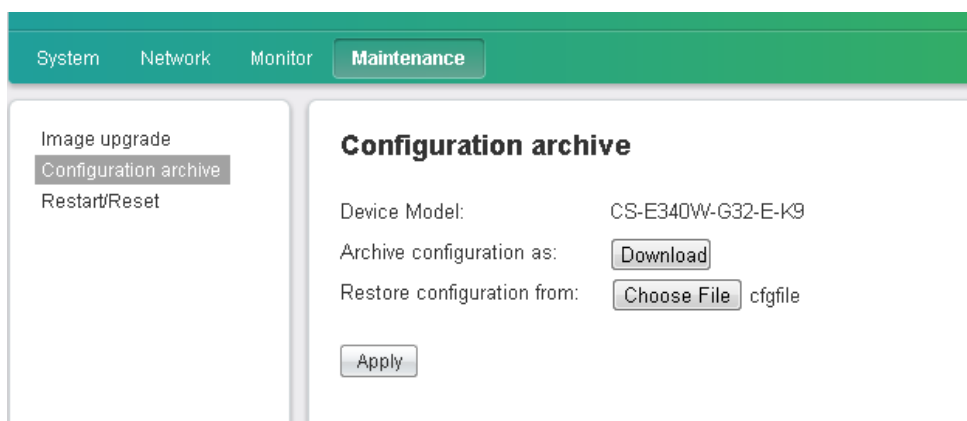 System Network Monitor Maintenance
Image upgrade
Configuration archive
Restart/Reset
Configuration archive
Device Model: CS-E340W-G32-E-K9
Archive configuration as: Download
Restore configuration from: Choose File cfgfile
Apply